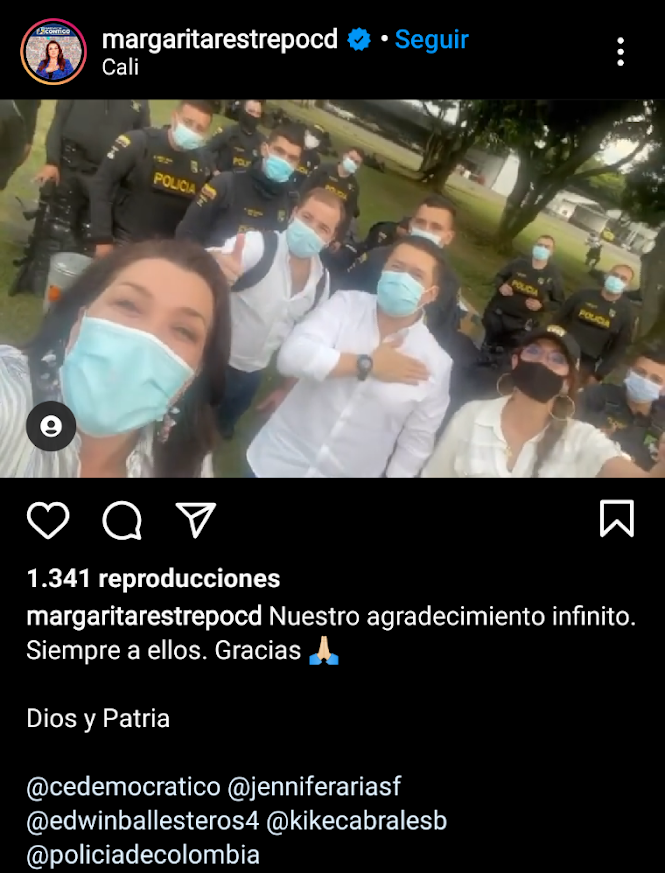 margaritarestrepocd • Seguir
Cali
POLICIA
POLICIA
POLICIA
1.341 reproducciones
margaritarestrepocd Nuestro agradecimiento infinito.
Siempre a ellos. Gracias 🙏🏼
Dios y Patria
@cedemocratico @jenniferariasf
@edwinballesteros4 @kikecabralesb
@policiadecolombia